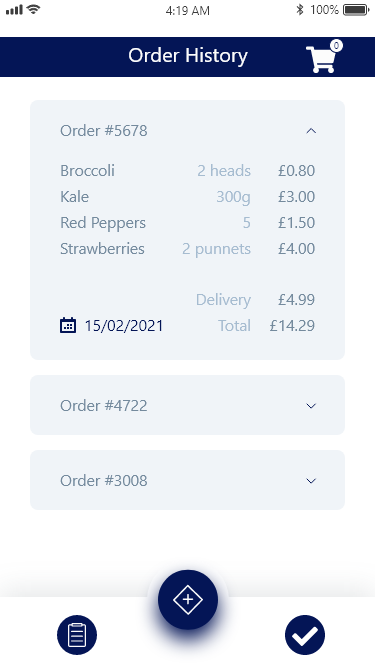 4:19 AM 100%
Order History 0
Order #5678
Broccoli 2 heads £0.80
Kale 300g £3.00
Red Peppers 5 £1.50
Strawberries 2 punnets £4.00
Delivery £4.99
15/02/2021 Total £14.29
Order #4722
Order #3008